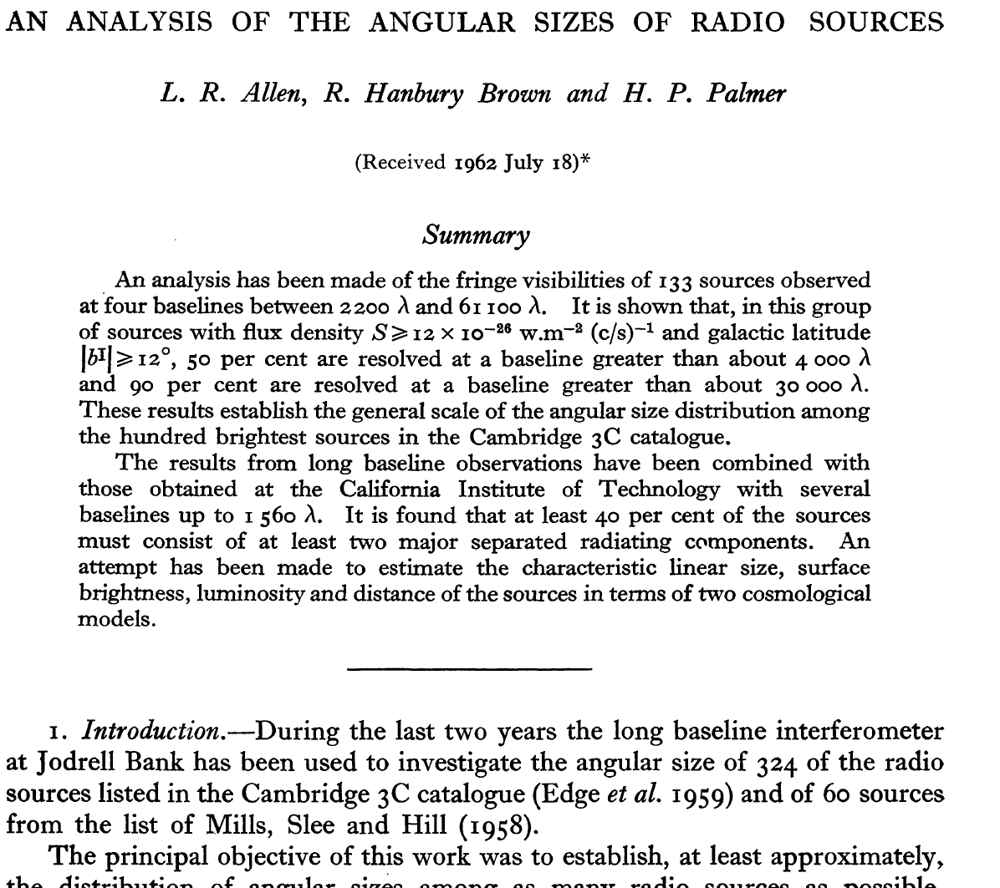 AN ANALYSIS OF THE ANGULAR SIZES OF RADIO SOURCES
L. R. Allen, R. Hanbury Brown and H. P. Palmer
(Received 1962 July 18)*
Summary
An analysis has been made of the fringe visibilities of 133 sources observed
at four baselines between 2200 λ and 61 100 λ. It is shown that, in this group
of sources with flux density S⩾12 × 10⁻²⁶ w.m⁻² (c/s)⁻¹ and galactic latitude
|bᴵ|⩾12°, 50 per cent are resolved at a baseline greater than about 4 000 λ
and 90 per cent are resolved at a baseline greater than about 30 000 λ.
These results establish the general scale of the angular size distribution among
the hundred brightest sources in the Cambridge 3C catalogue.
The results from long baseline observations have been combined with
those obtained at the California Institute of Technology with several
baselines up to 1 560 λ. It is found that at least 40 per cent of the sources
must consist of at least two major separated radiating components. An
attempt has been made to estimate the characteristic linear size, surface
brightness, luminosity and distance of the sources in terms of two cosmological
models.
1. Introduction.—During the last two years the long baseline interferometer
at Jodrell Bank has been used to investigate the angular size of 324 of the radio
sources listed in the Cambridge 3C catalogue (Edge et al. 1959) and of 60 sources
from the list of Mills, Slee and Hill (1958).
The principal objective of this work was to establish, at least approximately,
the distribution of angular sizes among as many radio sources as possible